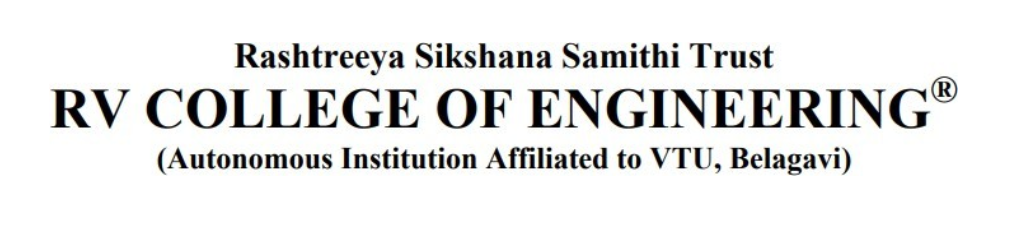 Rashtreeya Sikshana Samithi Trust
RV COLLEGE OF ENGINEERING®
(Autonomous Institution Affiliated to VTU, Belagavi)